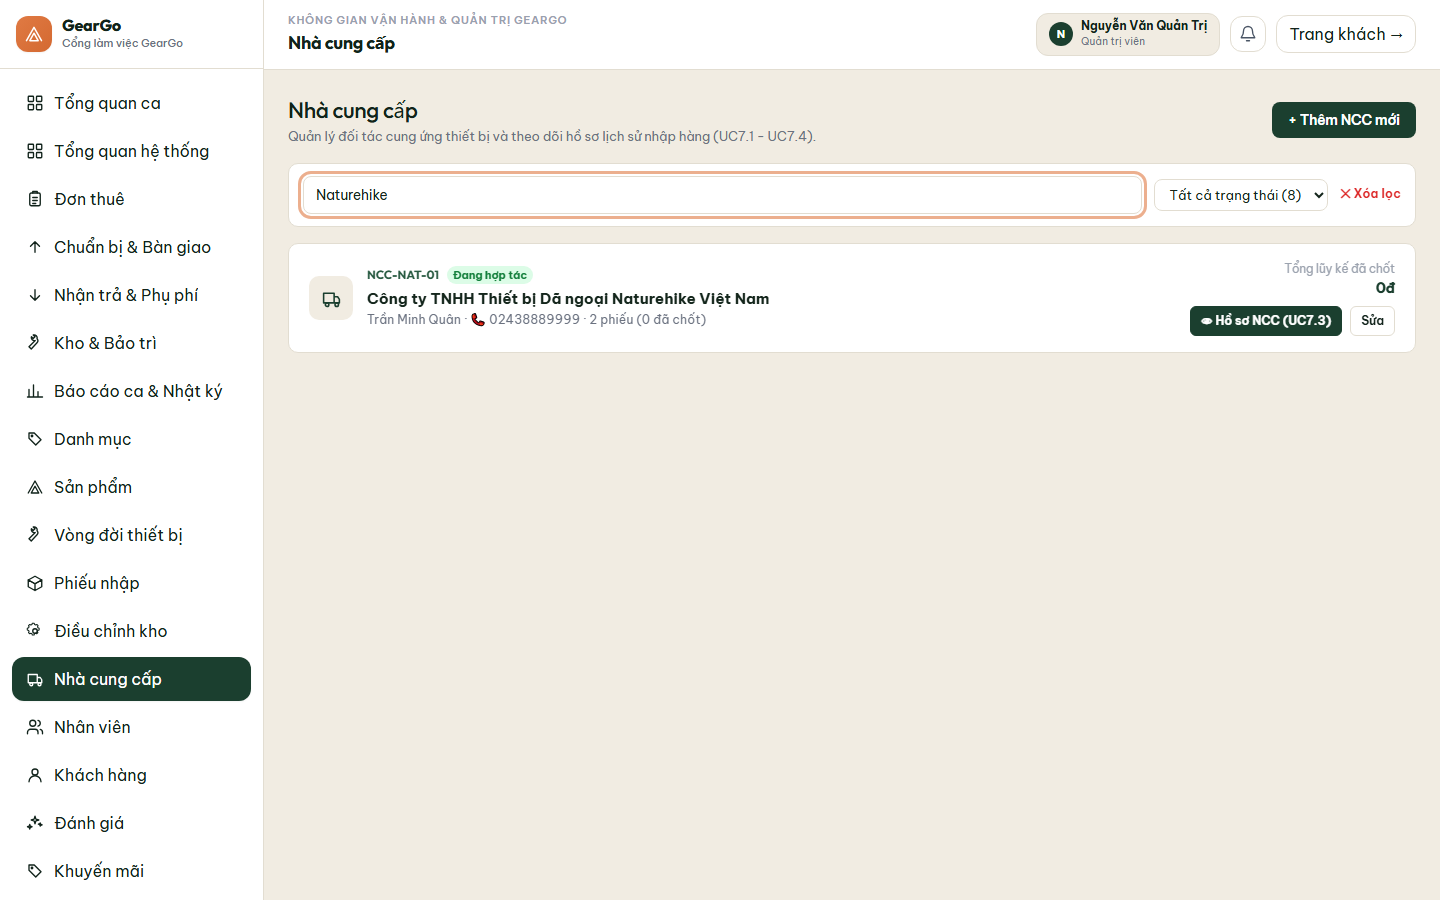 GearGo
Cổng làm việc GearGo
KHÔNG GIAN VẬN HÀNH & QUẢN TRỊ GEARGO
Nhà cung cấp
N
Nguyễn Văn Quản Trị
Quản trị viên
Trang khách →
Tổng quan ca
Tổng quan hệ thống
Đơn thuê
Chuẩn bị & Bàn giao
Nhận trả & Phụ phí
Kho & Bảo trì
Báo cáo ca & Nhật ký
Danh mục
Sản phẩm
Vòng đời thiết bị
Phiếu nhập
Điều chỉnh kho
Nhà cung cấp
Nhân viên
Khách hàng
Đánh giá
Khuyến mãi
Nhà cung cấp
Quản lý đối tác cung ứng thiết bị và theo dõi hồ sơ lịch sử nhập hàng (UC7.1 - UC7.4).
+ Thêm NCC mới
Naturehike
Tất cả trạng thái (8)
Xóa lọc
NCC-NAT-01 Đang hợp tác
Công ty TNHH Thiết bị Dã ngoại Naturehike Việt Nam
Trần Minh Quân · 📞 02438889999 · 2 phiếu (0 đã chốt)
Tổng lũy kế đã chốt
0đ
Hồ sơ NCC (UC7.3)
Sửa